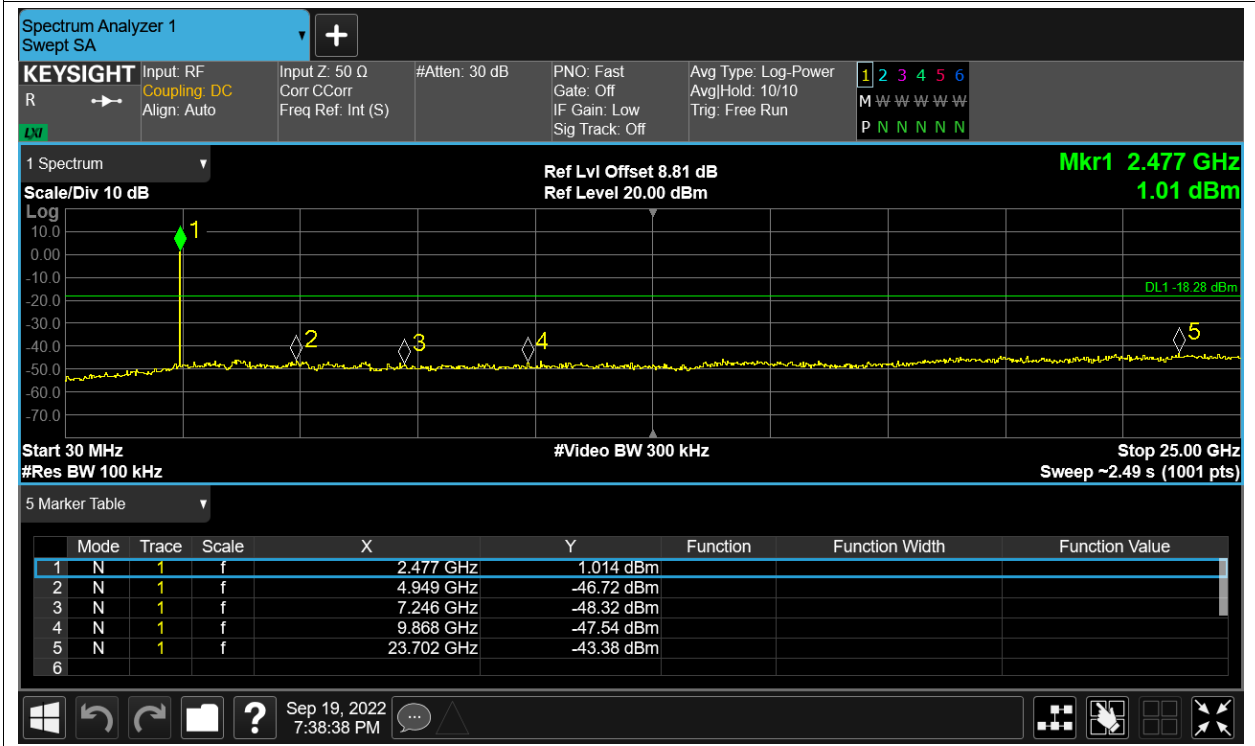 Spectrum Analyzer 1
Swept SA
+
KEYSIGHT Input: RF Input Z: 50 Ω #Atten: 30 dB PNO: Fast Avg Type: Log-Power 1 2 3 4 5 6
R Coupling: DC Corr CCorr Gate: Off Avg|Hold: 10/10 M W W W W W
Align: Auto Freq Ref: Int (S) IF Gain: Low Trig: Free Run
LXI Sig Track: Off P N N N N N
1 Spectrum Ref Lvl Offset 8.81 dB Mkr1 2.477 GHz
Scale/Div 10 dB Ref Level 20.00 dBm 1.01 dBm
Log
10.0 1
0.00
-10.0
DL1 -18.28 dBm
-20.0
-30.0
2 3 4 5
-40.0
-50.0
-60.0
-70.0
Start 30 MHz #Video BW 300 kHz Stop 25.00 GHz
#Res BW 100 kHz Sweep ~2.49 s (1001 pts)
5 Marker Table
Mode Trace Scale X Y Function Function Width Function Value
1 N 1 f 2.477 GHz 1.014 dBm
2 N 1 f 4.949 GHz -46.72 dBm
3 N 1 f 7.246 GHz -48.32 dBm
4 N 1 f 9.868 GHz -47.54 dBm
5 N 1 f 23.702 GHz -43.38 dBm
6
? Sep 19, 2022
7:38:38 PM